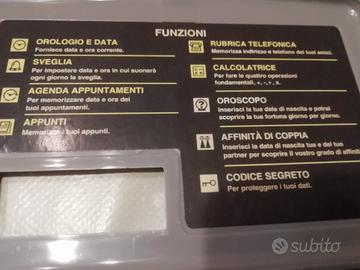 FUNZIONI
OROLOGIO E DATA
Fornisce data e ora corrente.
SVEGLIA
Per impostare data e ora in cui suonerà
ogni giorno la sveglia.
AGENDA APPUNTAMENTI
Per memorizzare data e ora dei
tuoi appuntamenti.
APPUNTI
Memorizza i tuoi appunti.
RUBRICA TELEFONICA
Memorizza indirizzo e telefono dei tuoi amici.
CALCOLATRICE
Per fare le quattro operazioni
fondamentali, +, -, ×, ÷.
OROSCOPO
Inserisci la tua data di nascita e potrai
scoprire la tua fortuna giorno per giorno.
AFFINITÀ DI COPPIA
Inserisci la data di nascita tua e del tuo
partner per scoprire il vostro grado di affinità
CODICE SEGRETO
Per proteggere i tuoi dati.
subito